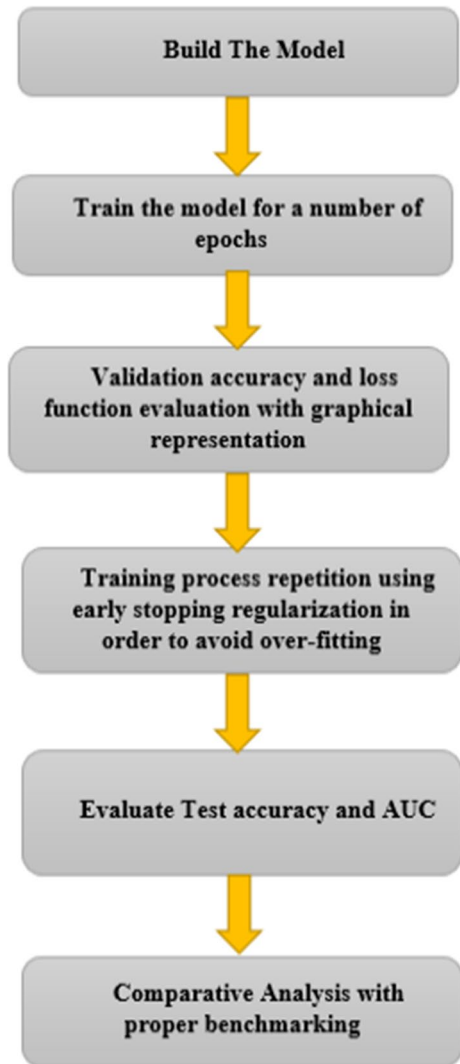 Build The Model
Train the model for a number of
epochs
Validation accuracy and loss
function evaluation with graphical
representation
Training process repetition using
early stopping regularization in
order to avoid over-fitting
Evaluate Test accuracy and AUC
Comparative Analysis with
proper benchmarking